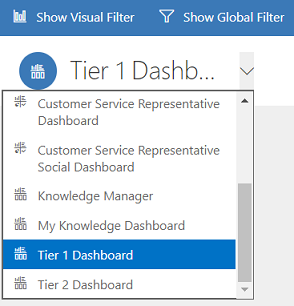 Show Visual Filter Show Global Filter
Tier 1 Dashb...
Customer Service Representative
Dashboard
Customer Service Representative
Social Dashboard
Knowledge Manager
My Knowledge Dashboard
Tier 1 Dashboard
Tier 2 Dashboard